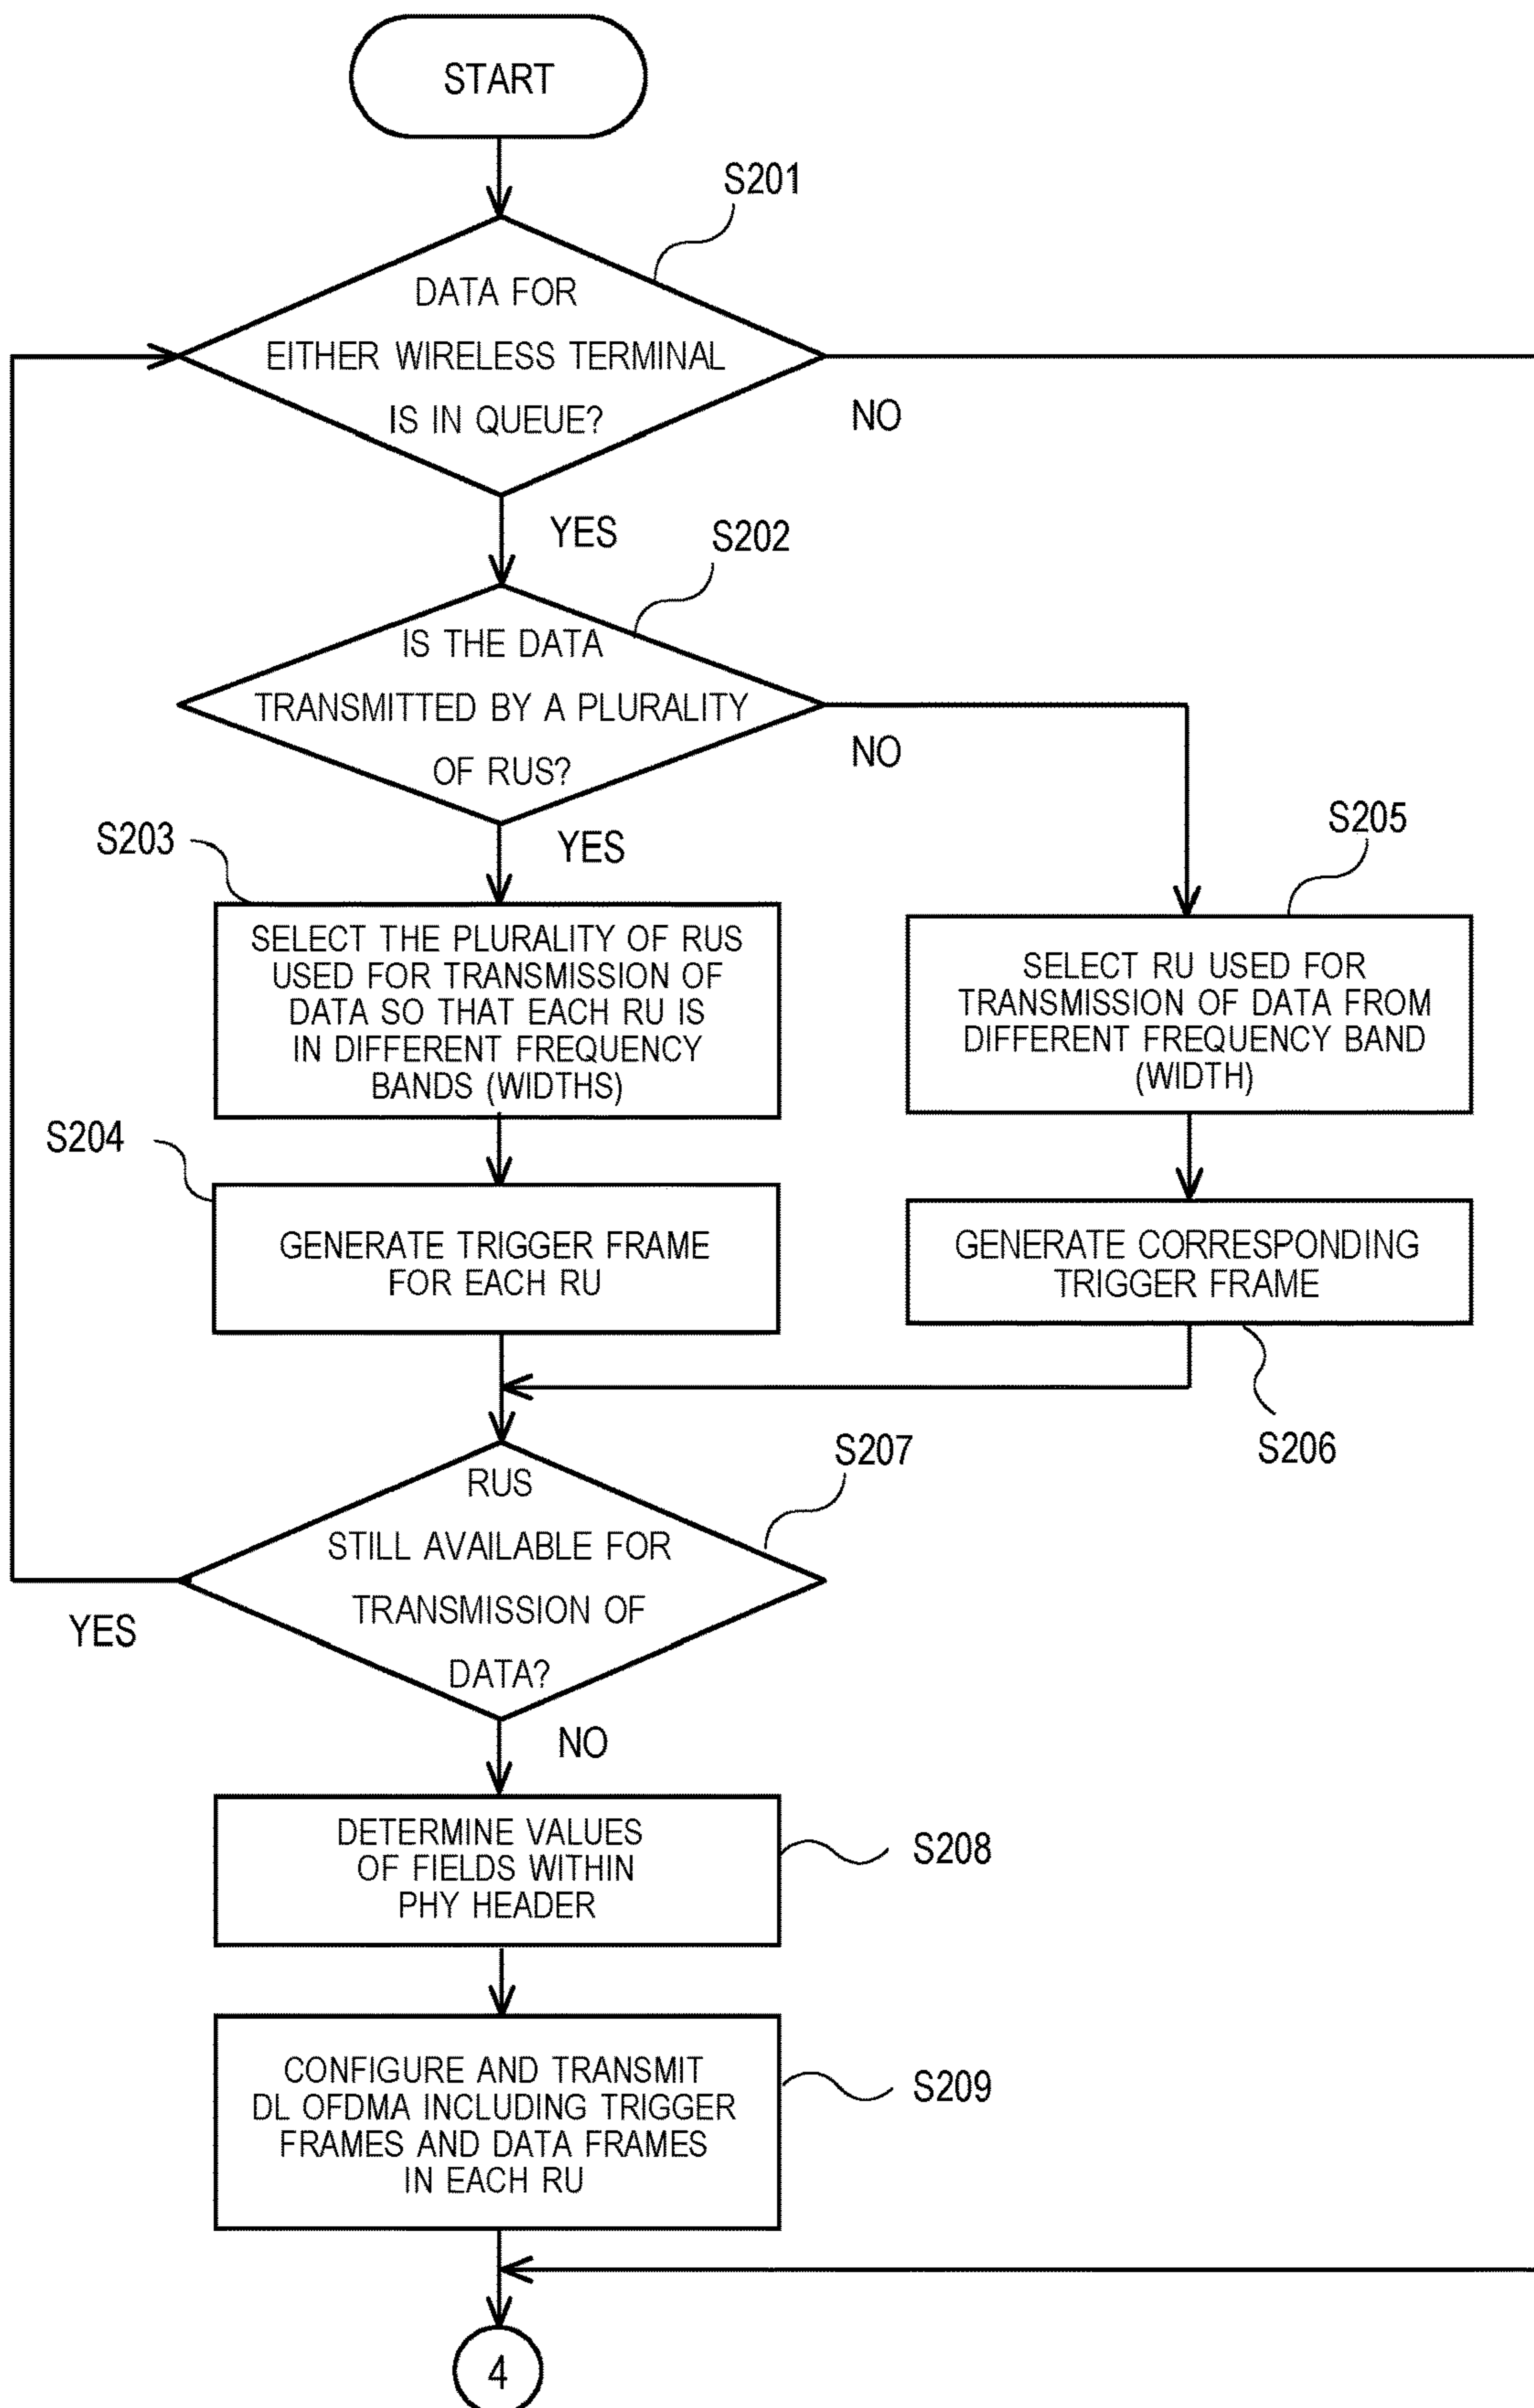 START
S201
DATA FOR
EITHER WIRELESS TERMINAL
IS IN QUEUE?
NO
YES
S202
IS THE DATA
TRANSMITTED BY A PLURALITY
OF RUS?
NO
YES
S203
SELECT THE PLURALITY OF RUS
USED FOR TRANSMISSION OF
DATA SO THAT EACH RU IS
IN DIFFERENT FREQUENCY
BANDS (WIDTHS)
S205
SELECT RU USED FOR
TRANSMISSION OF DATA FROM
DIFFERENT FREQUENCY BAND
(WIDTH)
S204
GENERATE TRIGGER FRAME
FOR EACH RU
GENERATE CORRESPONDING
TRIGGER FRAME
S206
S207
RUS
STILL AVAILABLE FOR
TRANSMISSION OF
DATA?
YES
NO
DETERMINE VALUES
OF FIELDS WITHIN
PHY HEADER
S208
CONFIGURE AND TRANSMIT
DL OFDMA INCLUDING TRIGGER
FRAMES AND DATA FRAMES
IN EACH RU
S209
4